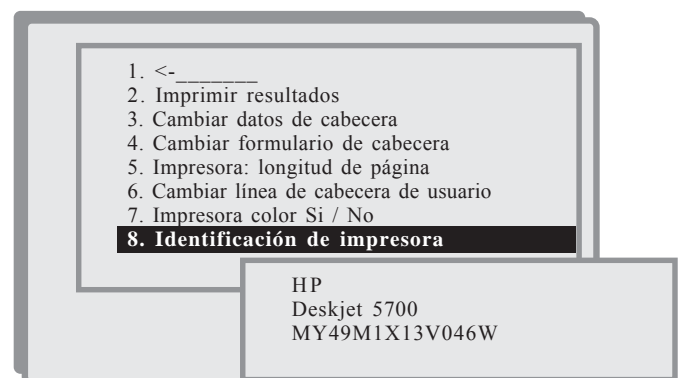 1. <-_______
2. Imprimir resultados
3. Cambiar datos de cabecera
4. Cambiar formulario de cabecera
5. Impresora: longitud de página
6. Cambiar línea de cabecera de usuario
7. Impresora color Si / No
8. Identificación de impresora
HP
Deskjet 5700
MY49M1X13V046W